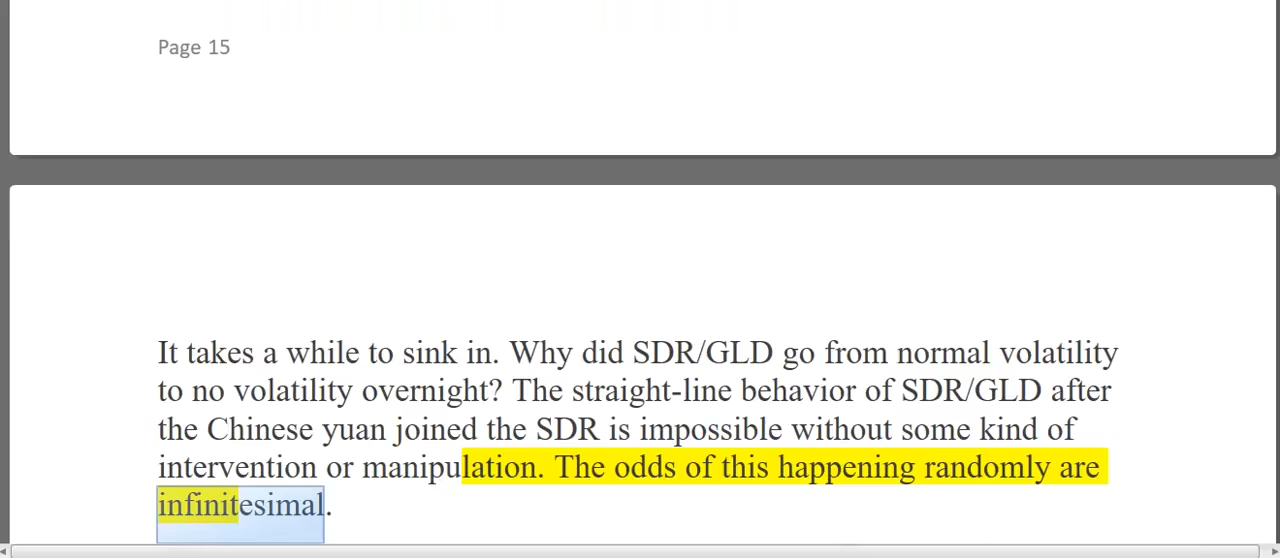 Page 15
It takes a while to sink in. Why did SDR/GLD go from normal volatility
to no volatility overnight? The straight-line behavior of SDR/GLD after
the Chinese yuan joined the SDR is impossible without some kind of
intervention or manipulation. The odds of this happening randomly are
infinitesimal.